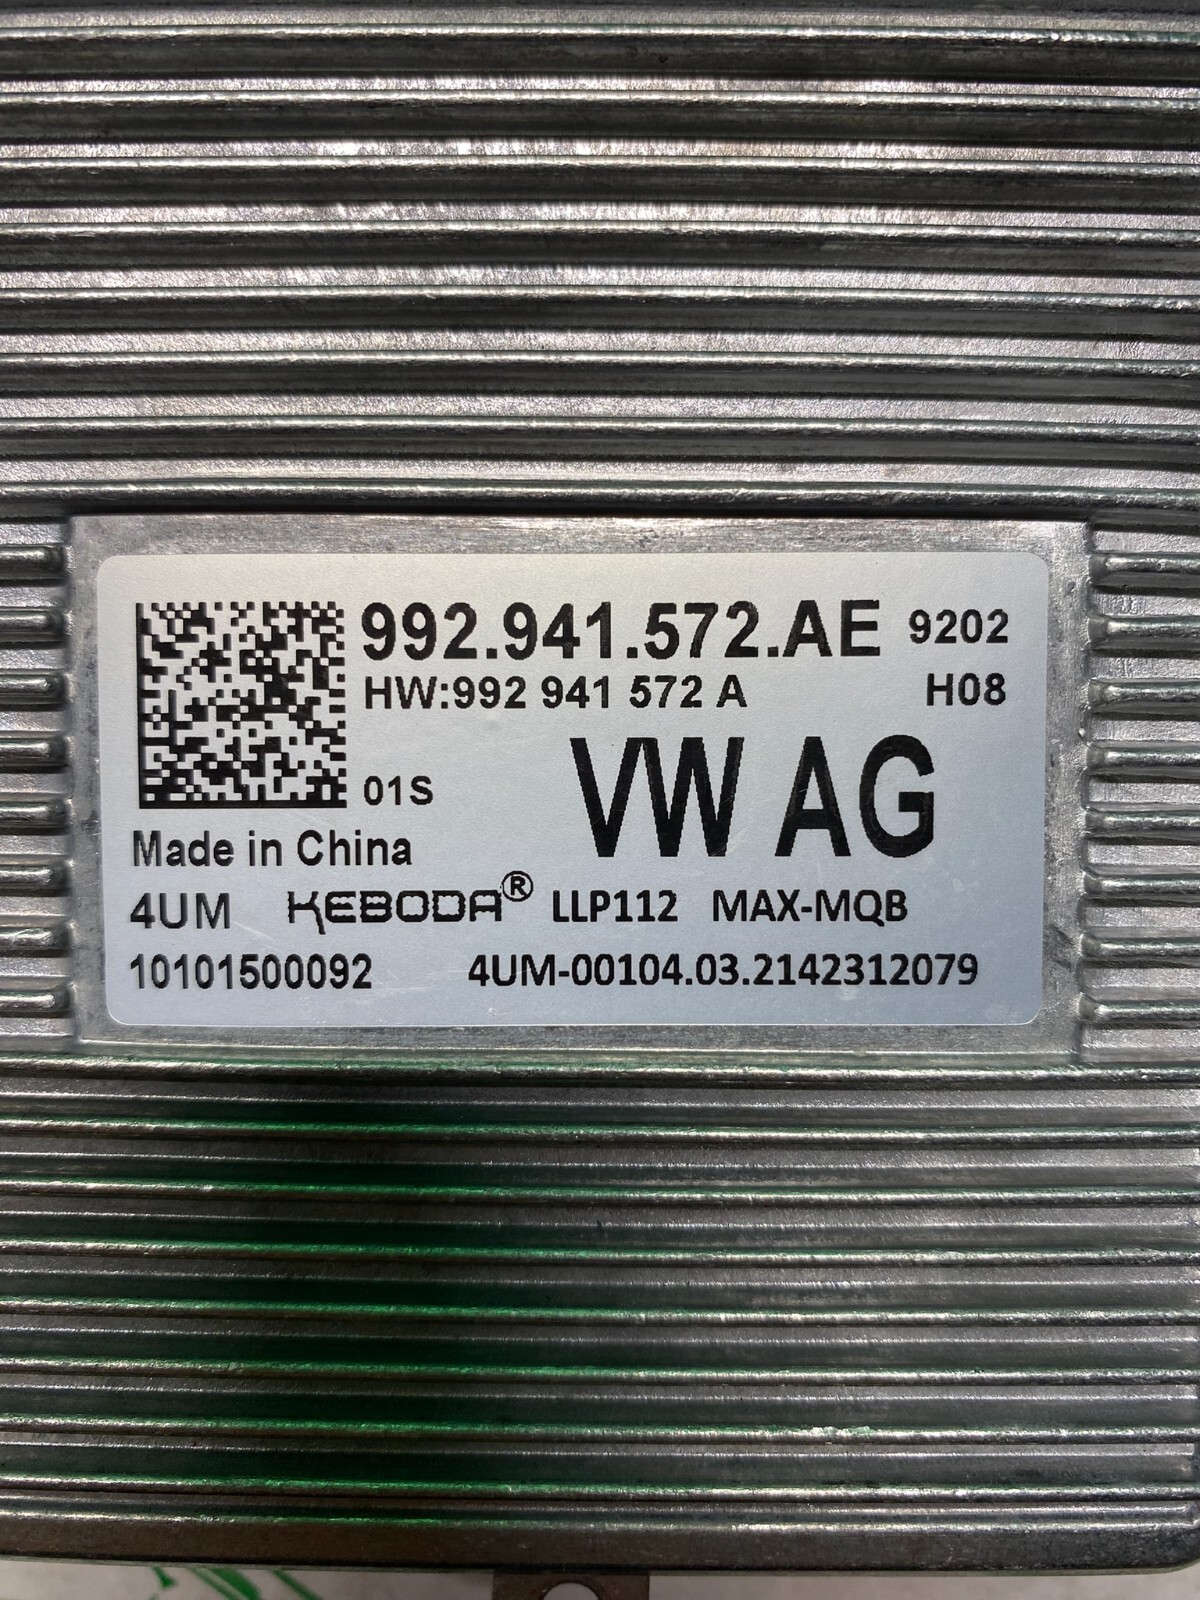 992.941.572.AE 9202
HW:992 941 572 A H08
01S VW AG
Made in China
4UM KEBODA® LLP112 MAX-MQB
10101500092 4UM-00104.03.2142312079